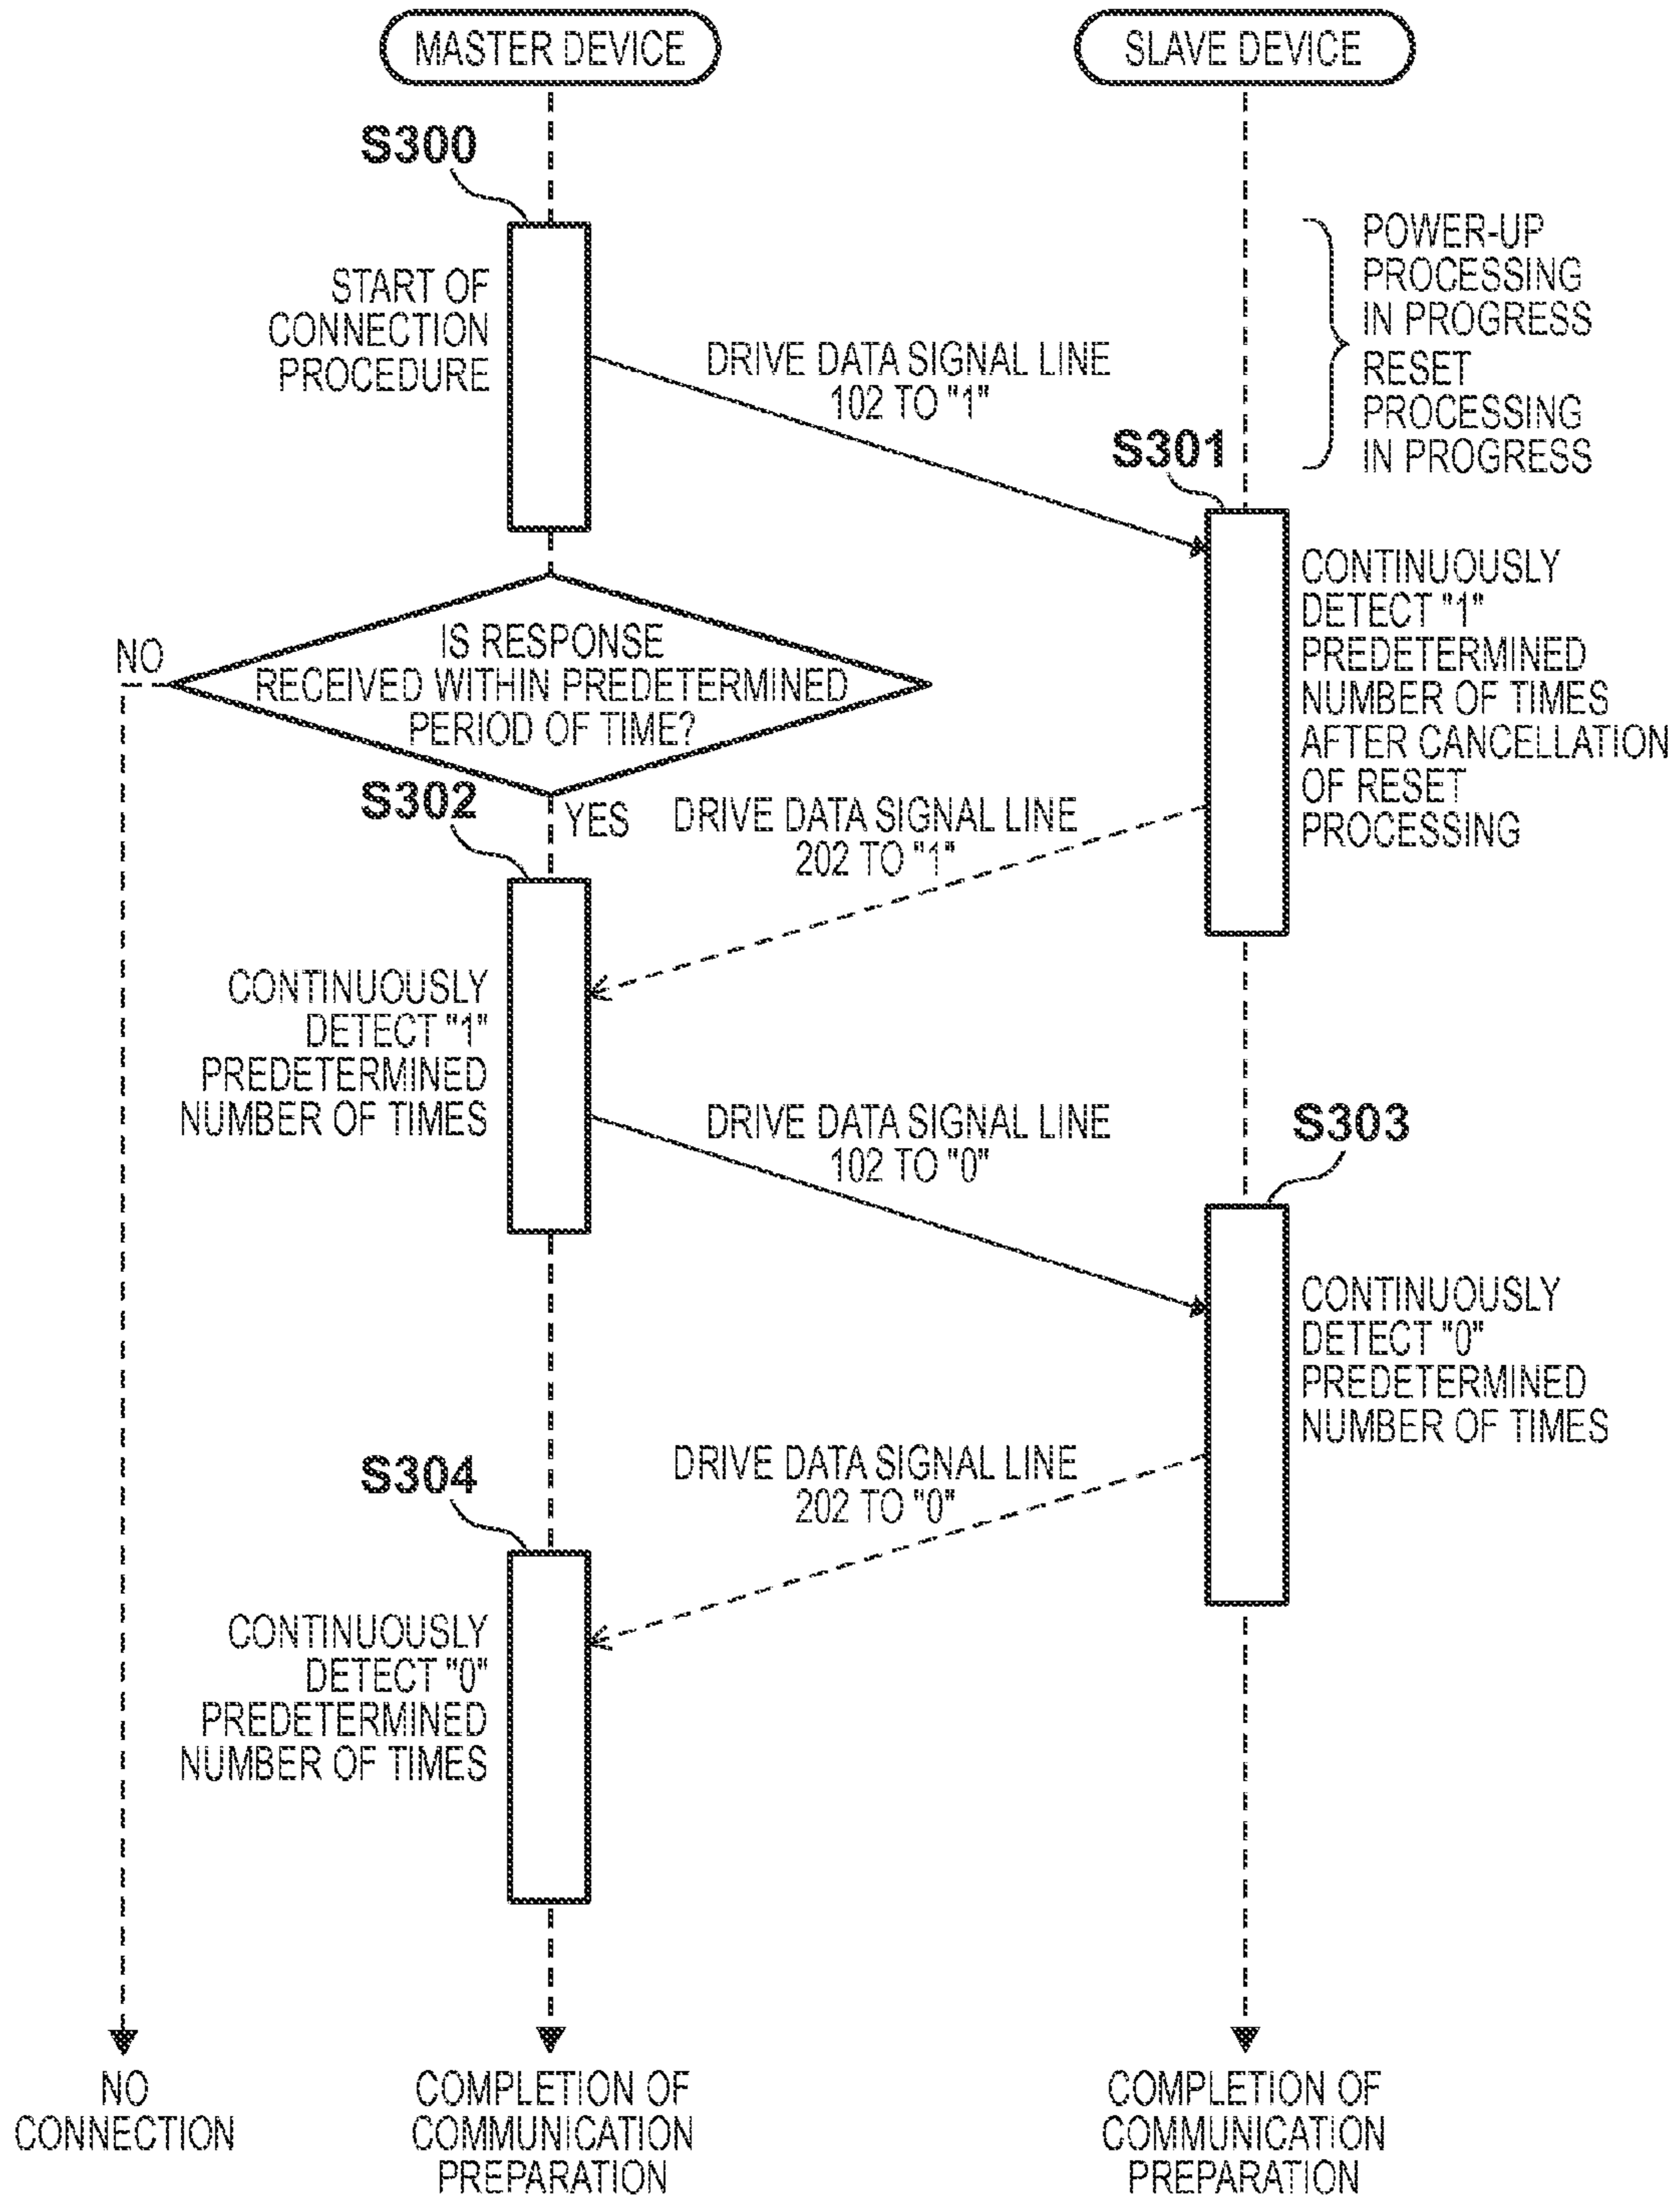 MASTER DEVICE
SLAVE DEVICE
S300
START OF
CONNECTION
PROCEDURE
POWER-UP
PROCESSING
IN PROGRESS
RESET
PROCESSING
IN PROGRESS
DRIVE DATA SIGNAL LINE
102 TO "1"
S301
CONTINUOUSLY
DETECT "1"
PREDETERMINED
NUMBER OF TIMES
AFTER CANCELLATION
OF RESET
PROCESSING
NO
IS RESPONSE
RECEIVED WITHIN PREDETERMINED
PERIOD OF TIME?
YES
S302
DRIVE DATA SIGNAL LINE
202 TO "1"
CONTINUOUSLY
DETECT "1"
PREDETERMINED
NUMBER OF TIMES
DRIVE DATA SIGNAL LINE
102 TO "0"
S303
CONTINUOUSLY
DETECT "0"
PREDETERMINED
NUMBER OF TIMES
DRIVE DATA SIGNAL LINE
202 TO "0"
S304
CONTINUOUSLY
DETECT "0"
PREDETERMINED
NUMBER OF TIMES
NO
CONNECTION
COMPLETION OF
COMMUNICATION
PREPARATION
COMPLETION OF
COMMUNICATION
PREPARATION